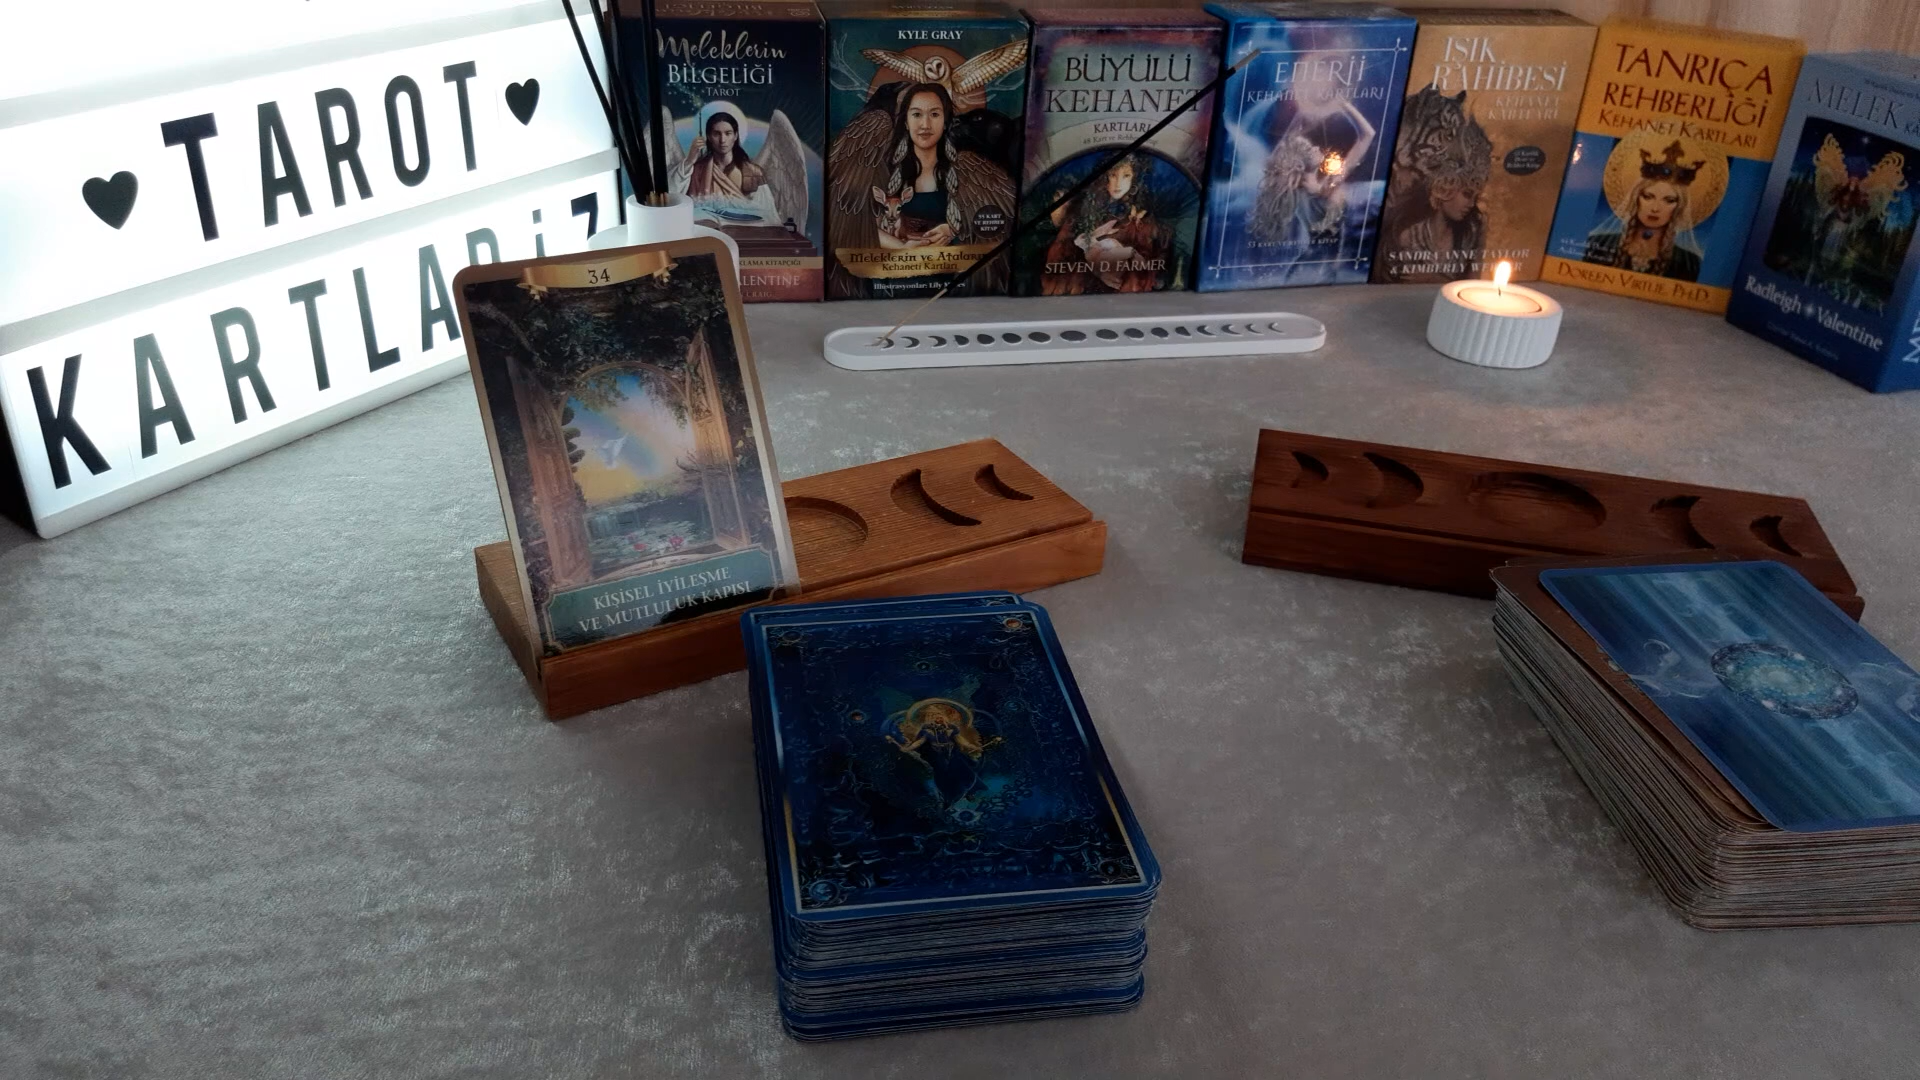 ♥ TAROT ♥
KARTLARİZ
34
KİŞİSEL İYİLEŞME
VE MUTLULUK KAPISI
Meleklerin
BİLGELİĞİ
TAROT
KYLE GRAY
Meleklerin ve Ataların
Kehaneti Kartları
BÜYÜLÜ
KEHANET
KARTLARI
STEVEN D. FARMER
ENERJİ
KEHANET KARTLARI
IŞIK
RAHİBESİ
KEHANET
KARTLARI
SANDRA ANNE TAYLOR
& KIMBERLY
TANRIÇA
REHBERLİĞİ
KEHANET KARTLARI
DOREEN VIRTUE, PH.D.
MELEK
Radleigh Valentine